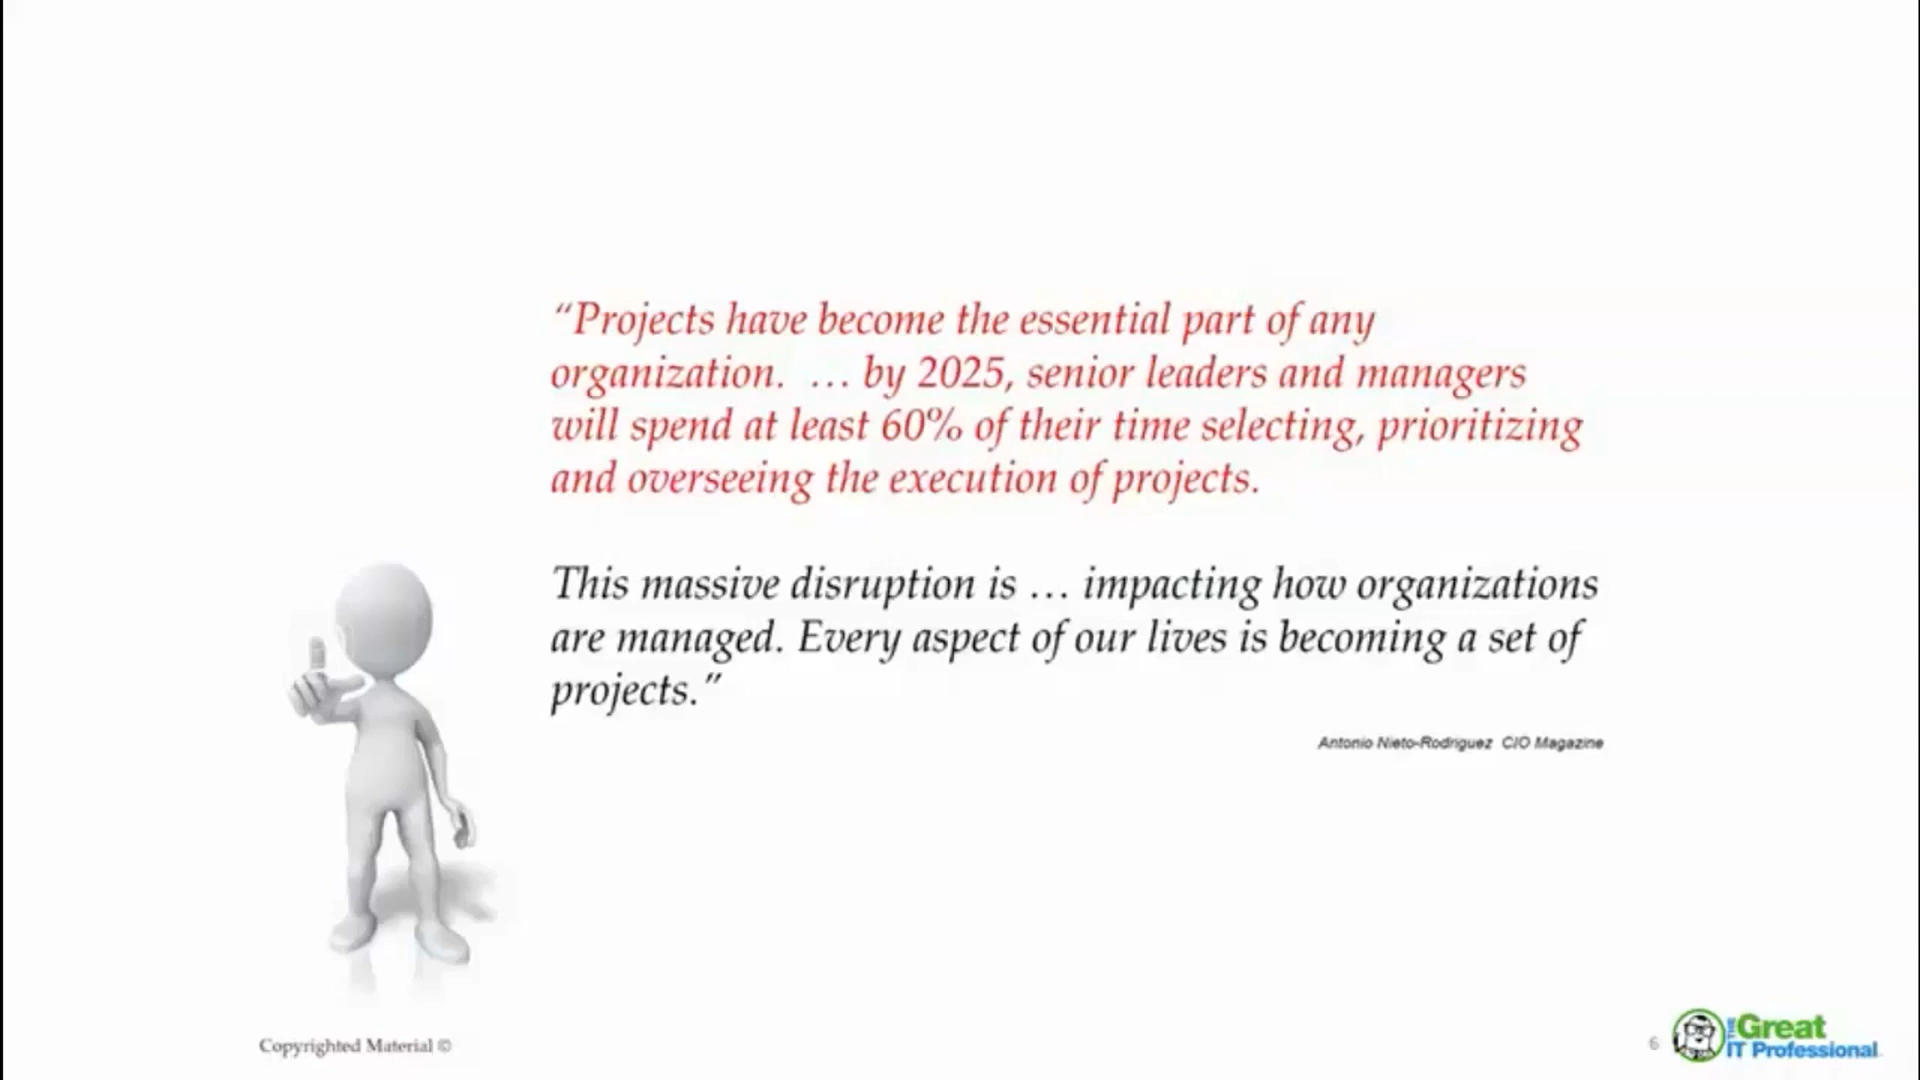 “Projects have become the essential part of any
organization.  … by 2025, senior leaders and managers
will spend at least 60% of their time selecting, prioritizing
and overseeing the execution of projects.
This massive disruption is … impacting how organizations
are managed. Every aspect of our lives is becoming a set of
projects.”
Antonio Nieto-Rodriguez  CIO Magazine
Copyrighted Material ©
6
THE Great
IT Professional